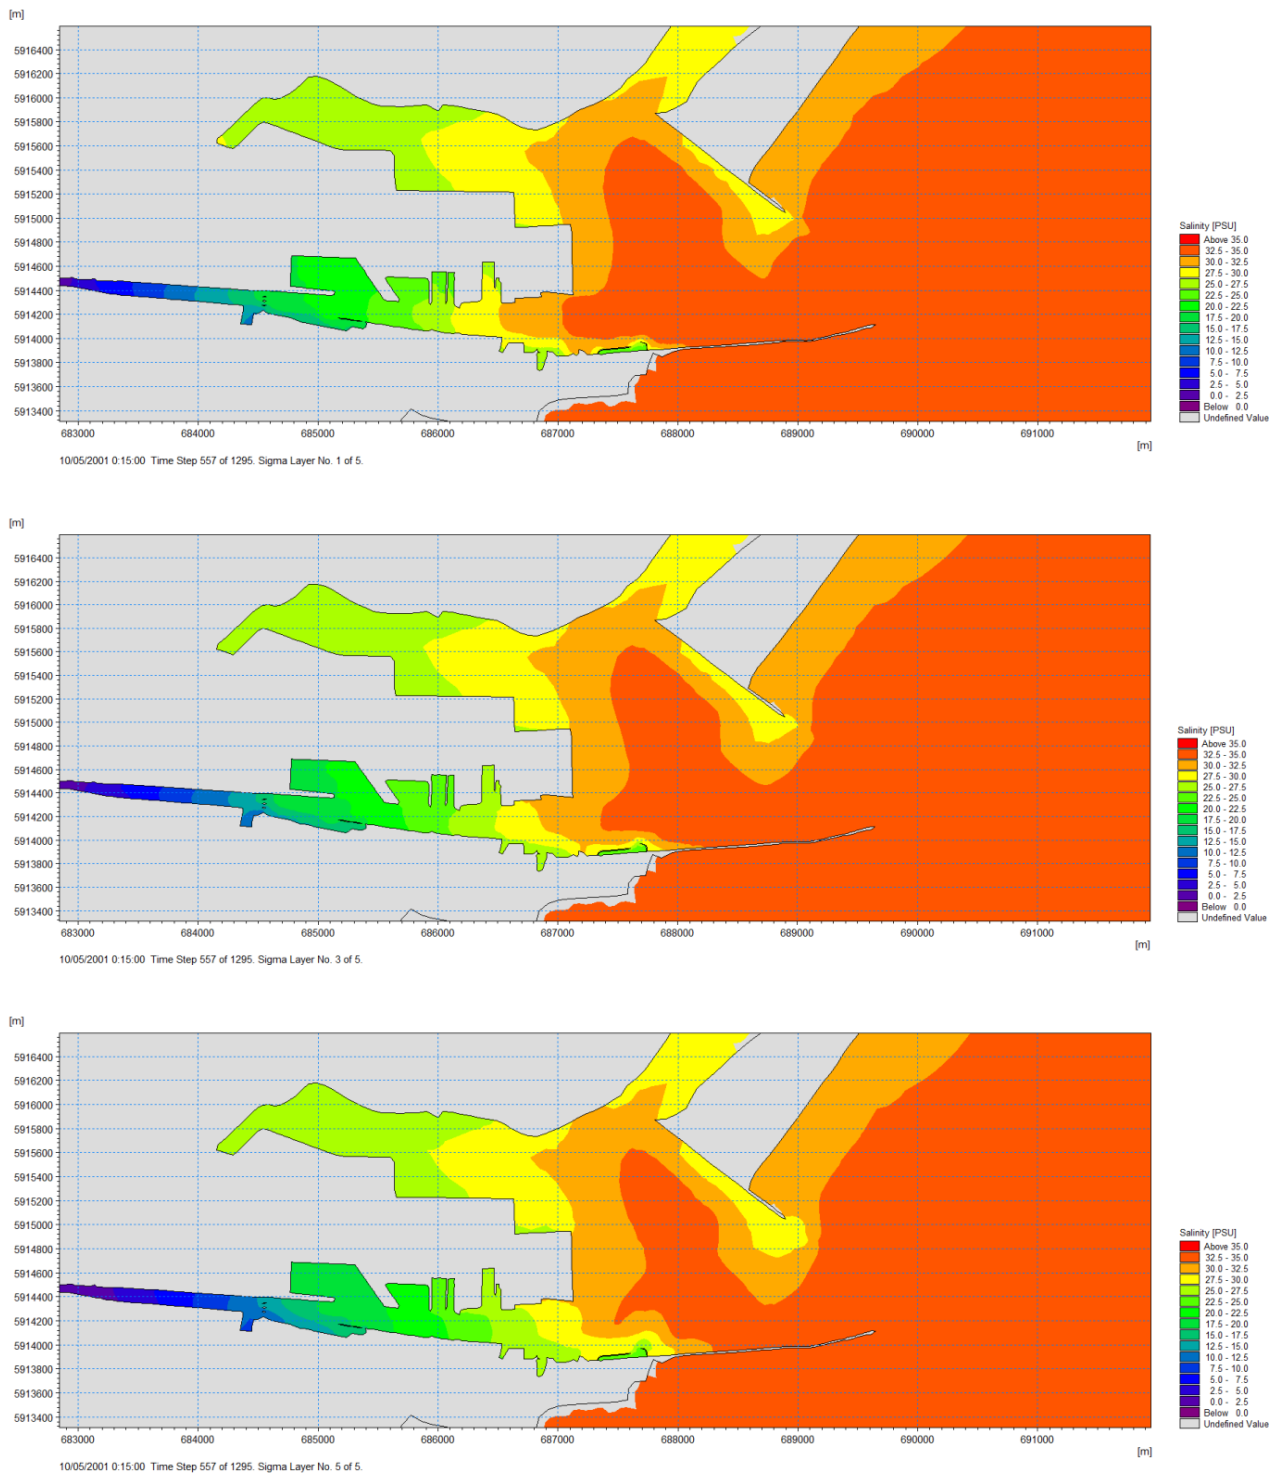 [m]
5916400
5916200
5916000
5915800
5915600
5915400
5915200
5915000
5914800
5914600
5914400
5914200
5914000
5913800
5913600
5913400
683000 684000 685000 686000 687000 688000 689000 690000 691000
[m]
Salinity [PSU]
Above 35.0
32.5 - 35.0
30.0 - 32.5
27.5 - 30.0
25.0 - 27.5
22.5 - 25.0
20.0 - 22.5
17.5 - 20.0
15.0 - 17.5
12.5 - 15.0
10.0 - 12.5
7.5 - 10.0
5.0 - 7.5
2.5 - 5.0
0.0 - 2.5
Below 0.0
Undefined Value
10/05/2001 0:15:00 Time Step 557 of 1295. Sigma Layer No. 1 of 5.
[m]
5916400
5916200
5916000
5915800
5915600
5915400
5915200
5915000
5914800
5914600
5914400
5914200
5914000
5913800
5913600
5913400
683000 684000 685000 686000 687000 688000 689000 690000 691000
[m]
Salinity [PSU]
Above 35.0
32.5 - 35.0
30.0 - 32.5
27.5 - 30.0
25.0 - 27.5
22.5 - 25.0
20.0 - 22.5
17.5 - 20.0
15.0 - 17.5
12.5 - 15.0
10.0 - 12.5
7.5 - 10.0
5.0 - 7.5
2.5 - 5.0
0.0 - 2.5
Below 0.0
Undefined Value
10/05/2001 0:15:00 Time Step 557 of 1295. Sigma Layer No. 3 of 5.
[m]
5916400
5916200
5916000
5915800
5915600
5915400
5915200
5915000
5914800
5914600
5914400
5914200
5914000
5913800
5913600
5913400
683000 684000 685000 686000 687000 688000 689000 690000 691000
[m]
Salinity [PSU]
Above 35.0
32.5 - 35.0
30.0 - 32.5
27.5 - 30.0
25.0 - 27.5
22.5 - 25.0
20.0 - 22.5
17.5 - 20.0
15.0 - 17.5
12.5 - 15.0
10.0 - 12.5
7.5 - 10.0
5.0 - 7.5
2.5 - 5.0
0.0 - 2.5
Below 0.0
Undefined Value
10/05/2001 0:15:00 Time Step 557 of 1295. Sigma Layer No. 5 of 5.